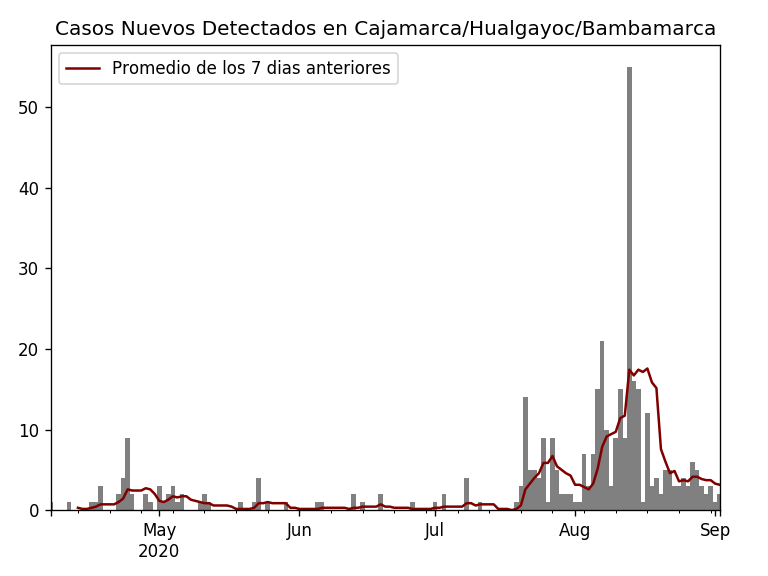 Casos Nuevos Detectados en Cajamarca/Hualgayoc/Bambamarca
Promedio de los 7 dias anteriores
50
40
30
20
10
0
May
2020
Jun
Jul
Aug
Sep